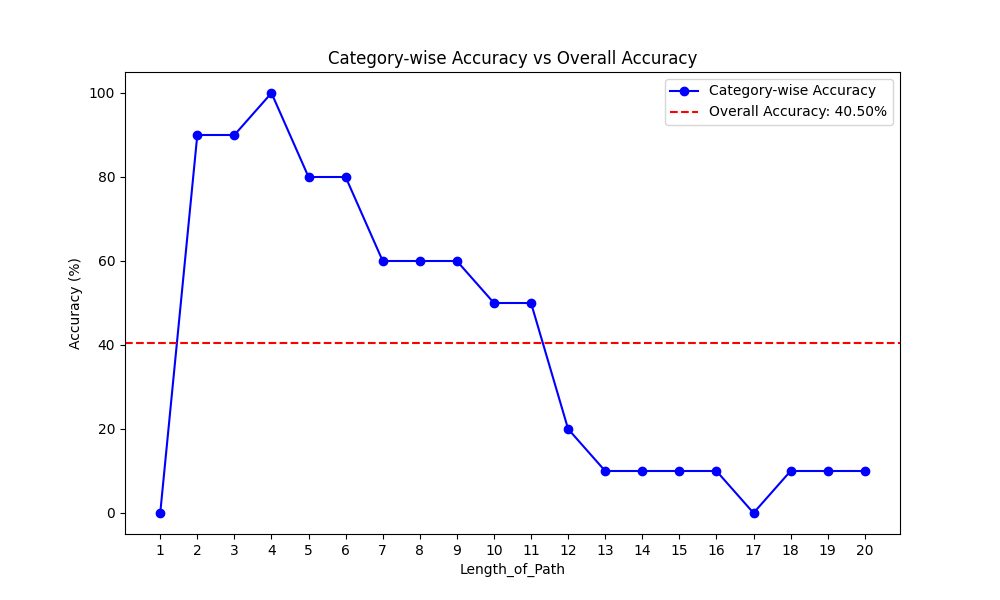 Category-wise Accuracy vs Overall Accuracy
Category-wise Accuracy
Overall Accuracy: 40.50%
100
80
60
40
20
0
Accuracy (%)
1 2 3 4 5 6 7 8 9 10 11 12 13 14 15 16 17 18 19 20
Length_of_Path